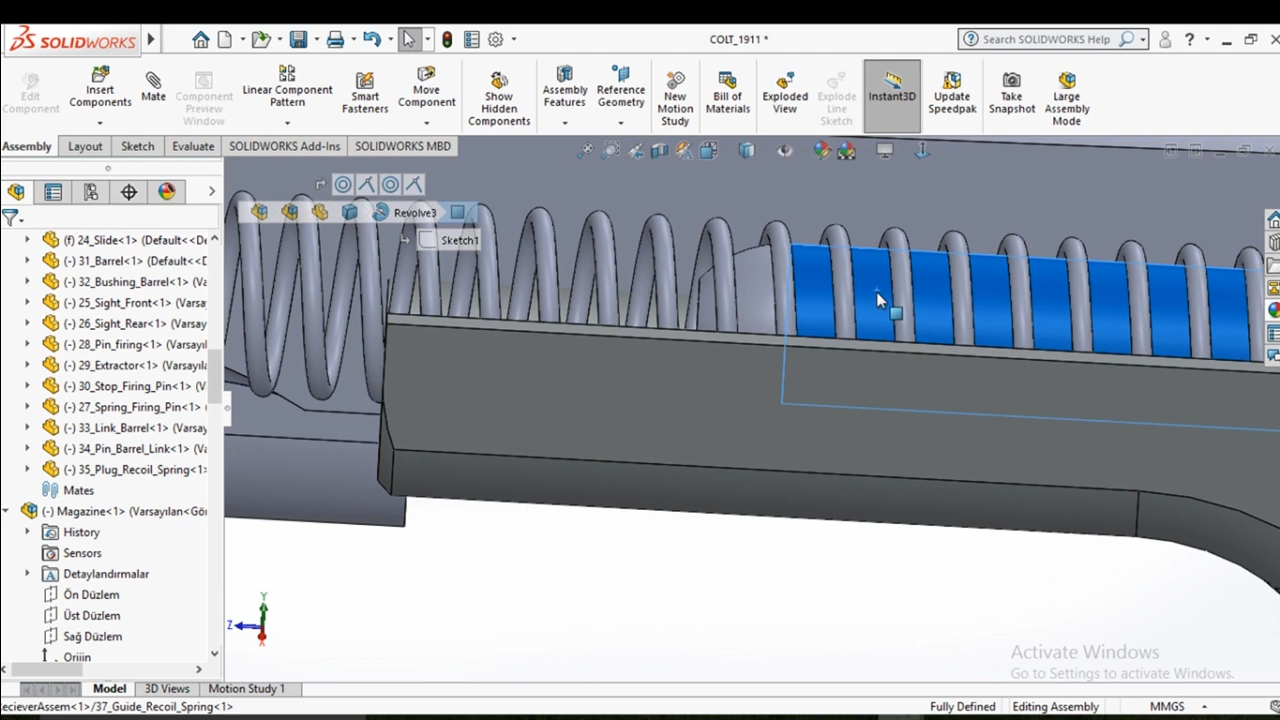 SOLIDWORKS
COLT_1911 *
Search SOLIDWORKS Help
Edit Component
Insert Components
Mate
Component Preview Window
Linear Component Pattern
Smart Fasteners
Move Component
Show Hidden Components
Assembly Features
Reference Geometry
New Motion Study
Bill of Materials
Exploded View
Explode Line Sketch
Instant3D
Update Speedpak
Take Snapshot
Large Assembly Mode
Assembly
Layout
Sketch
Evaluate
SOLIDWORKS Add-Ins
SOLIDWORKS MBD
Revolve3
Sketch1
(f) 24_Slide<1> (Default<<De
(-) 31_Barrel<1> (Default<<D
(-) 32_Bushing_Barrel<1> (Va
(-) 25_Sight_Front<1> (Varsa
(-) 26_Sight_Rear<1> (Varsay
(-) 28_Pin_firing<1> (Varsayıl
(-) 29_Extractor<1> (Varsayıl
(-) 30_Stop_Firing_Pin<1> (V
(-) 27_Spring_Firing_Pin<1> (
(-) 33_Link_Barrel<1> (Varsay
(-) 34_Pin_Barrel_Link<1> (Va
(-) 35_Plug_Recoil_Spring<1>
Mates
(-) Magazine<1> (Varsayılan<Gör
History
Sensors
Detaylandırmalar
Ön Düzlem
Üst Düzlem
Sağ Düzlem
Orijin
Y
Z
X
Activate Windows
Go to Settings to activate Windows.
Model
3D Views
Motion Study 1
ecieverAssem<1>/37_Guide_Recoil_Spring<1>
Fully Defined
Editing Assembly
MMGS